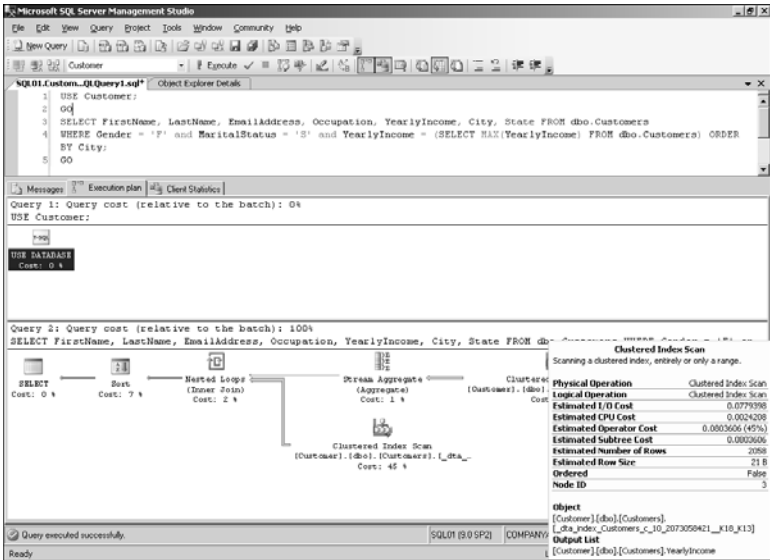 Microsoft SQL Server Management Studio
File Edit View Query Project Tools Window Community Help
New Query
Customer Execute
SQL01.Custom...QLQuery1.sql* Object Explorer Details
1 USE Customer;
2 GO
3 SELECT FirstName, LastName, EmailAddress, Occupation, YearlyIncome, City, State FROM dbo.Customers
4 WHERE Gender = 'F' and MaritalStatus = 'S' and YearlyIncome = (SELECT MAX(YearlyIncome) FROM dbo.Customers) ORDER
BY City;
5 GO
Messages Execution plan Client Statistics
Query 1: Query cost (relative to the batch): 0%
USE Customer;
T-SQL
USE DATABASE
Cost: 0 %
Query 2: Query cost (relative to the batch): 100%
SELECT FirstName, LastName, EmailAddress, Occupation, YearlyIncome, City, State FROM
SELECT
Cost: 0 %
Sort
Cost: 7 %
Nested Loops
(Inner Join)
Cost: 2 %
Stream Aggregate
(Aggregate)
Cost: 1 %
Clustered
[Customer].[dbo].
Cost
Clustered Index Scan
[Customer].[dbo].[Customers].[_dta_...
Cost: 45 %
Clustered Index Scan
Scanning a clustered index, entirely or only a range.
Physical Operation Clustered Index Scan
Logical Operation Clustered Index Scan
Estimated I/O Cost 0.0779398
Estimated CPU Cost 0.0024208
Estimated Operator Cost 0.0803606 (45%)
Estimated Subtree Cost 0.0803606
Estimated Number of Rows 2058
Estimated Row Size 21 B
Ordered False
Node ID 3
Object
[Customer].[dbo].[Customers].
[_dta_index_Customers_c_10_2073058421__K18_K13]
Output List
[Customer].[dbo].[Customers].YearlyIncome
Query executed successfully. SQL01 (9.0 SP2) COMPANY
Ready